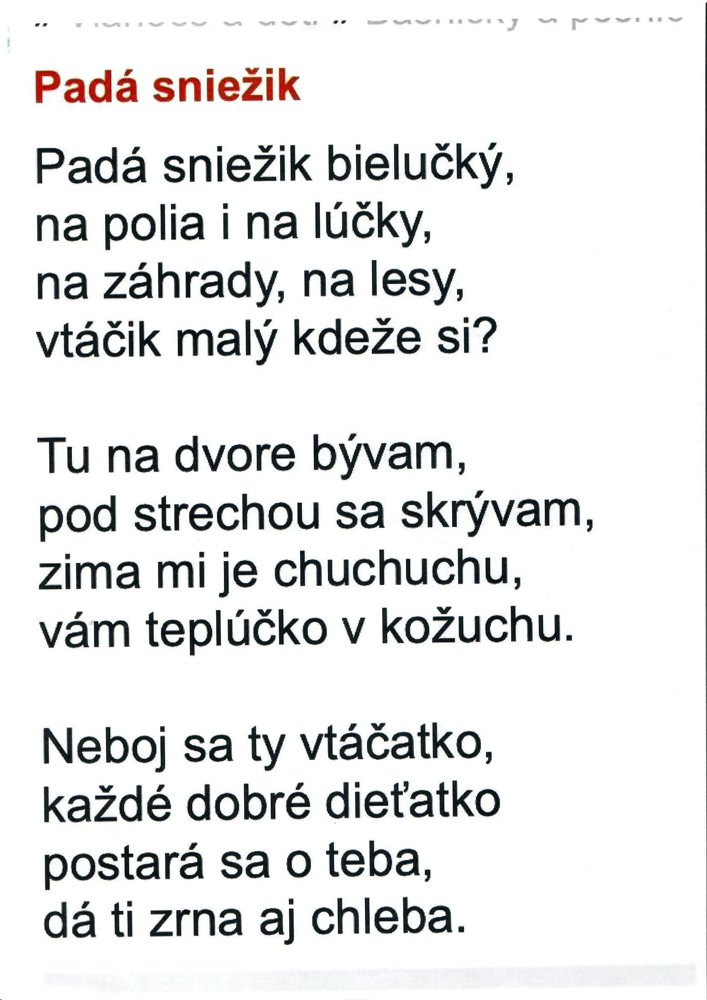 Padá sniežik
Padá sniežik bielučký,
na polia i na lúčky,
na záhrady, na lesy,
vtáčik malý kdeže si?
Tu na dvore bývam,
pod strechou sa skrývam,
zima mi je chuchuchu,
vám teplúčko v kožuchu.
Neboj sa ty vtáčatko,
každé dobré dieťatko
postará sa o teba,
dá ti zrna aj chleba.